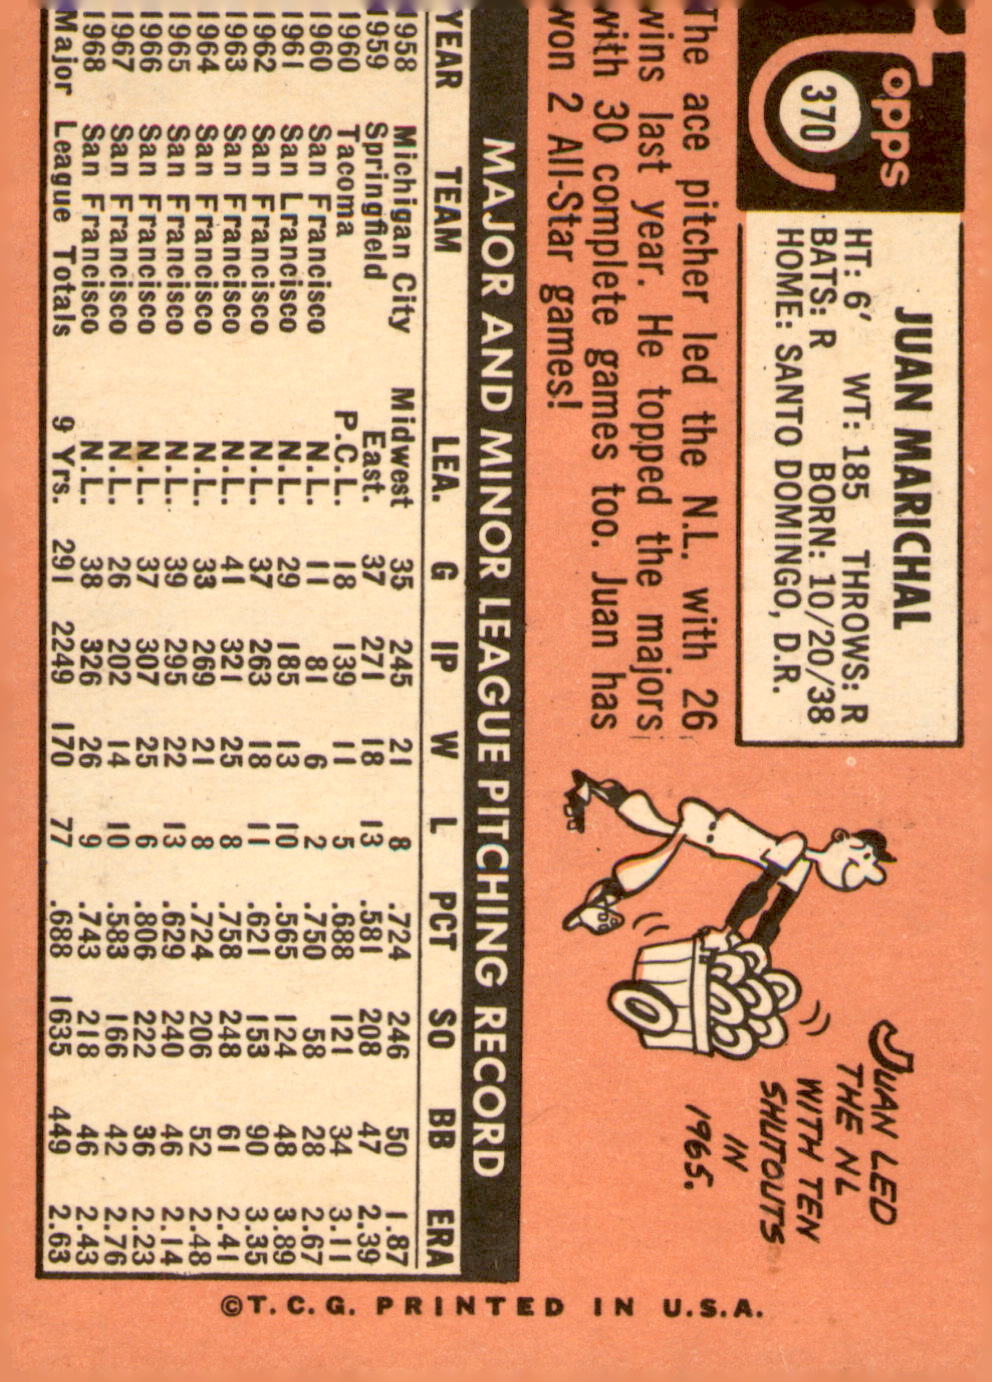 Topps
370
JUAN MARICHAL
HT: 6' WT: 185 THROWS: R
BATS: R BORN: 10/20/38
HOME: SANTO DOMINGO, D.R.
The ace pitcher led the N.L. with 26
wins last year. He topped the majors
with 30 complete games too. Juan has
won 2 All-Star games!
JUAN LED
THE NL
WITH TEN
SHUTOUTS
IN
1965.
MAJOR AND MINOR LEAGUE PITCHING RECORD
YEAR TEAM LEA. G IP W L PCT SO BB ERA
1958 Michigan City Midwest 35 245 21 8 .724 246 50 1.87
1959 Springfield East. 37 271 18 13 .581 208 47 2.39
1960 Tacoma P.C.L. 18 139 11 5 .688 121 34 3.11
1960 San Francisco N.L. 11 81 6 2 .750 58 28 2.67
1961 San Lrancisco N.L. 29 185 13 10 .565 124 48 3.89
1962 San Francisco N.L. 37 263 18 11 .621 153 90 3.35
1963 San Francisco N.L. 41 321 25 8 .758 248 61 2.41
1964 San Francisco N.L. 33 269 21 8 .724 206 52 2.48
1965 San Francisco N.L. 39 295 22 13 .629 240 46 2.14
1966 San Francisco N.L. 37 307 25 6 .806 222 36 2.23
1967 San Francisco N.L. 26 202 14 10 .583 166 42 2.76
1968 San Francisco N.L. 38 326 26 9 .743 218 46 2.43
Major League Totals 9 Yrs. 291 2249 170 77 .688 1635 449 2.63
©T.C.G. PRINTED IN U.S.A.